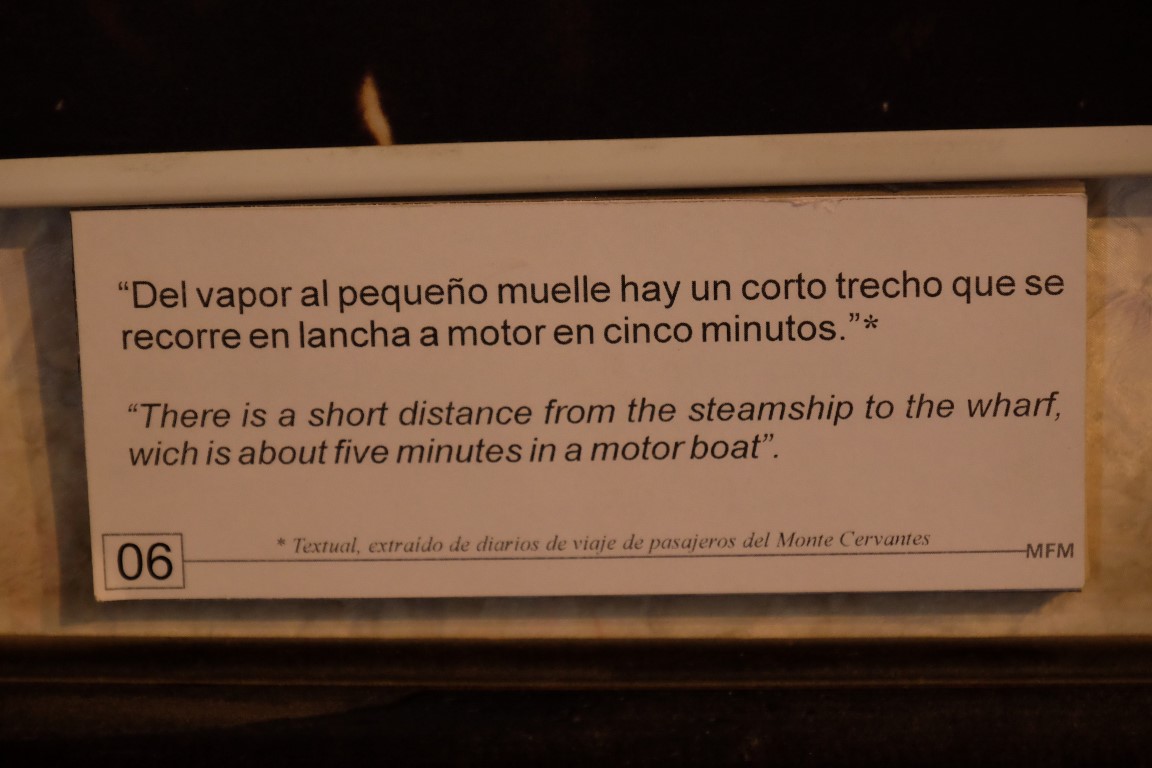 “Del vapor al pequeño muelle hay un corto trecho que se
recorre en lancha a motor en cinco minutos.”*
“There is a short distance from the steamship to the wharf,
wich is about five minutes in a motor boat”.
* Textual, extraído de diarios de viaje de pasajeros del Monte Cervantes
06
MFM